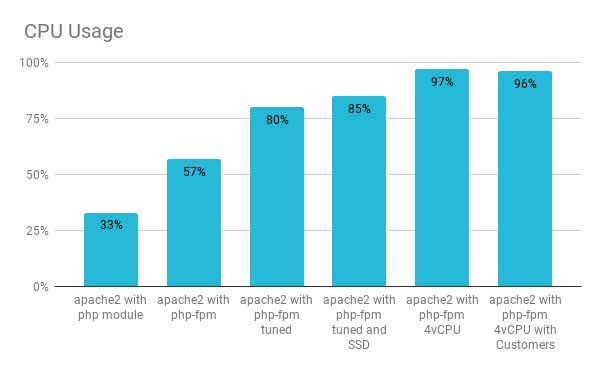 CPU Usage
100%
75%
50%
25%
0%
33%
57%
80%
85%
97%
96%
apache2 with
php module
apache2 with
php-fpm
apache2 with
php-fpm
tuned
apache2 with
php-fpm
tuned and
SSD
apache2 with
php-fpm
4vCPU
apache2 with
php-fpm
4vCPU with
Customers